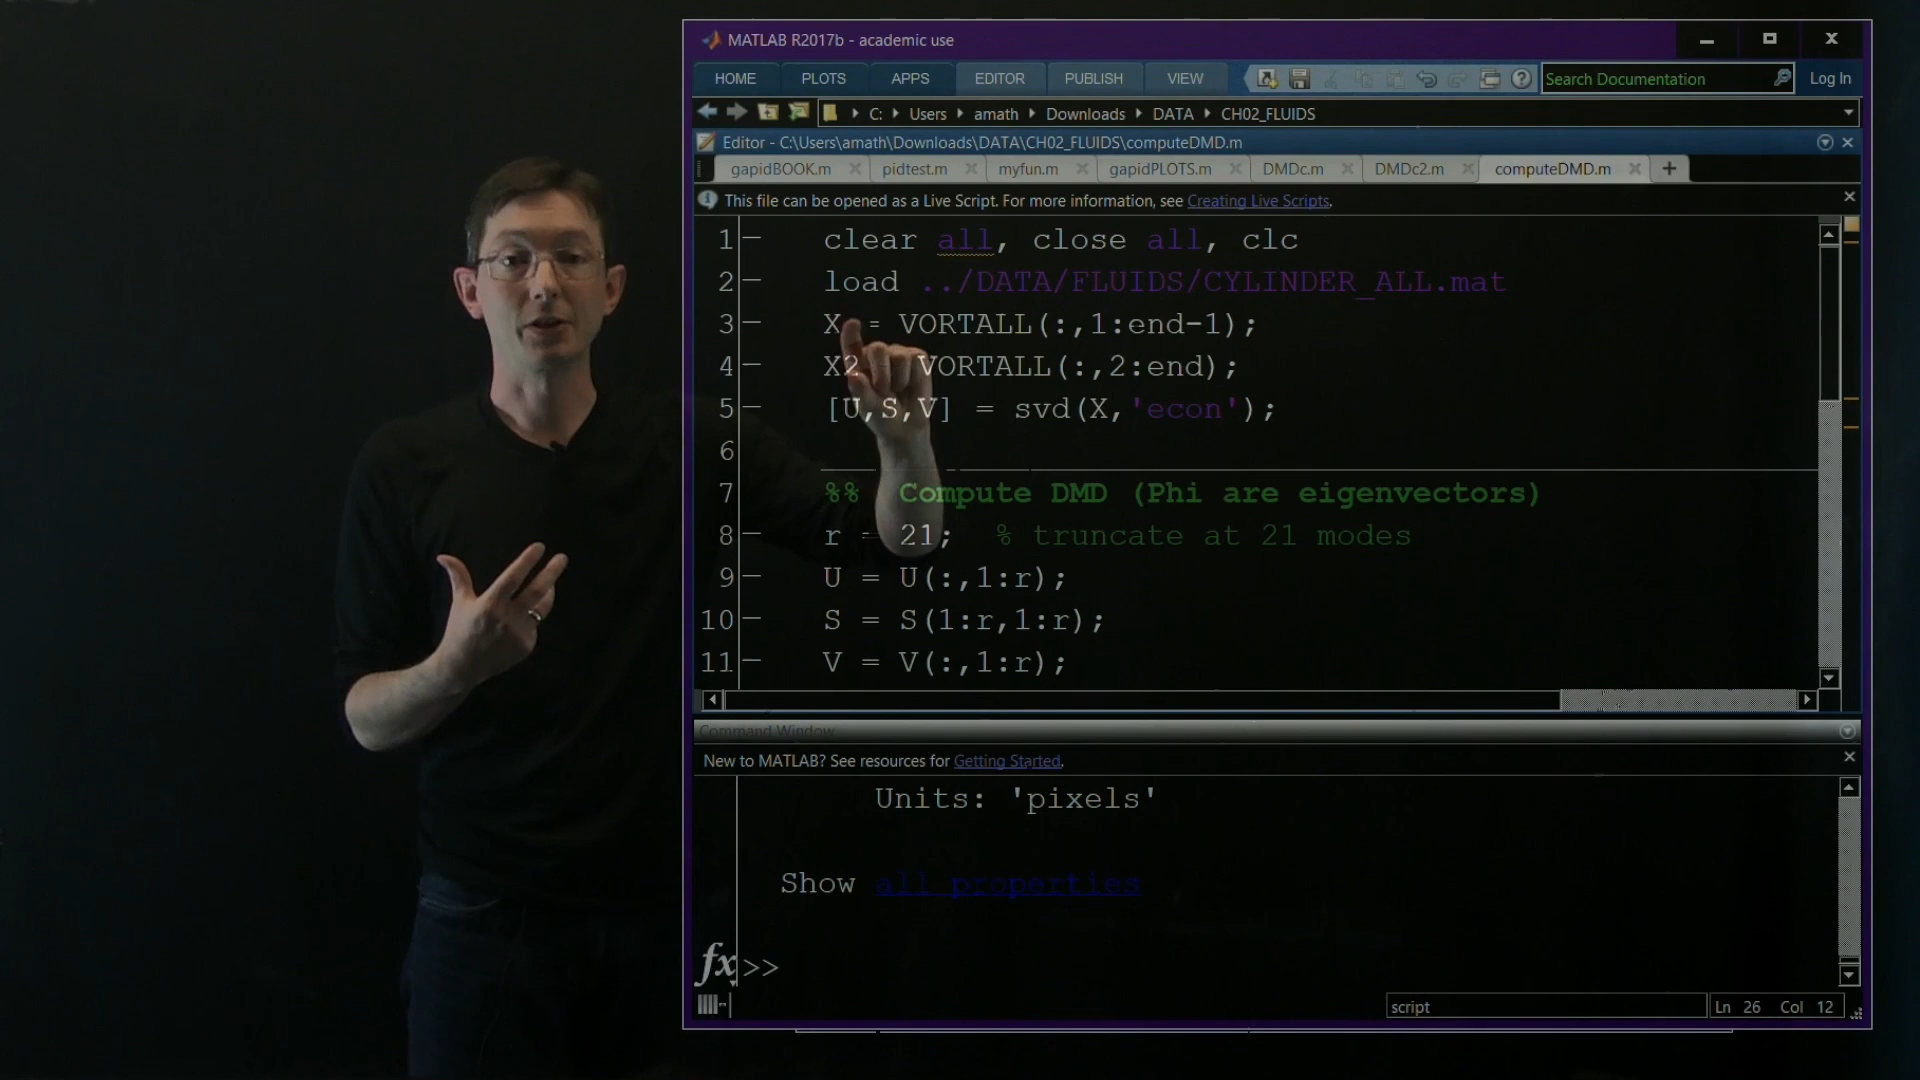 MATLAB R2017b - academic use
HOME PLOTS APPS EDITOR PUBLISH VIEW Search Documentation Log In
C: Users amath Downloads DATA CH02_FLUIDS
Editor - C:\Users\amath\Downloads\DATA\CH02_FLUIDS\computeDMD.m
gapidBOOK.m pidtest.m myfun.m gapidPLOTS.m DMDc.m DMDc2.m computeDMD.m
This file can be opened as a Live Script. For more information, see Creating Live Scripts.
1 clear all, close all, clc
2 load ../DATA/FLUIDS/CYLINDER_ALL.mat
3 X = VORTALL(:,1:end-1);
4 X2 VORTALL(:,2:end);
5 [U,S,V] = svd(X,'econ');
6
7 %% Compute DMD (Phi are eigenvectors)
8 r = 21; % truncate at 21 modes
9 U = U(:,1:r);
10 S = S(1:r,1:r);
11 V = V(:,1:r);
Command Window
New to MATLAB? See resources for Getting Started.
Units: 'pixels'
Show all properties
fx >>
script Ln 26 Col 12